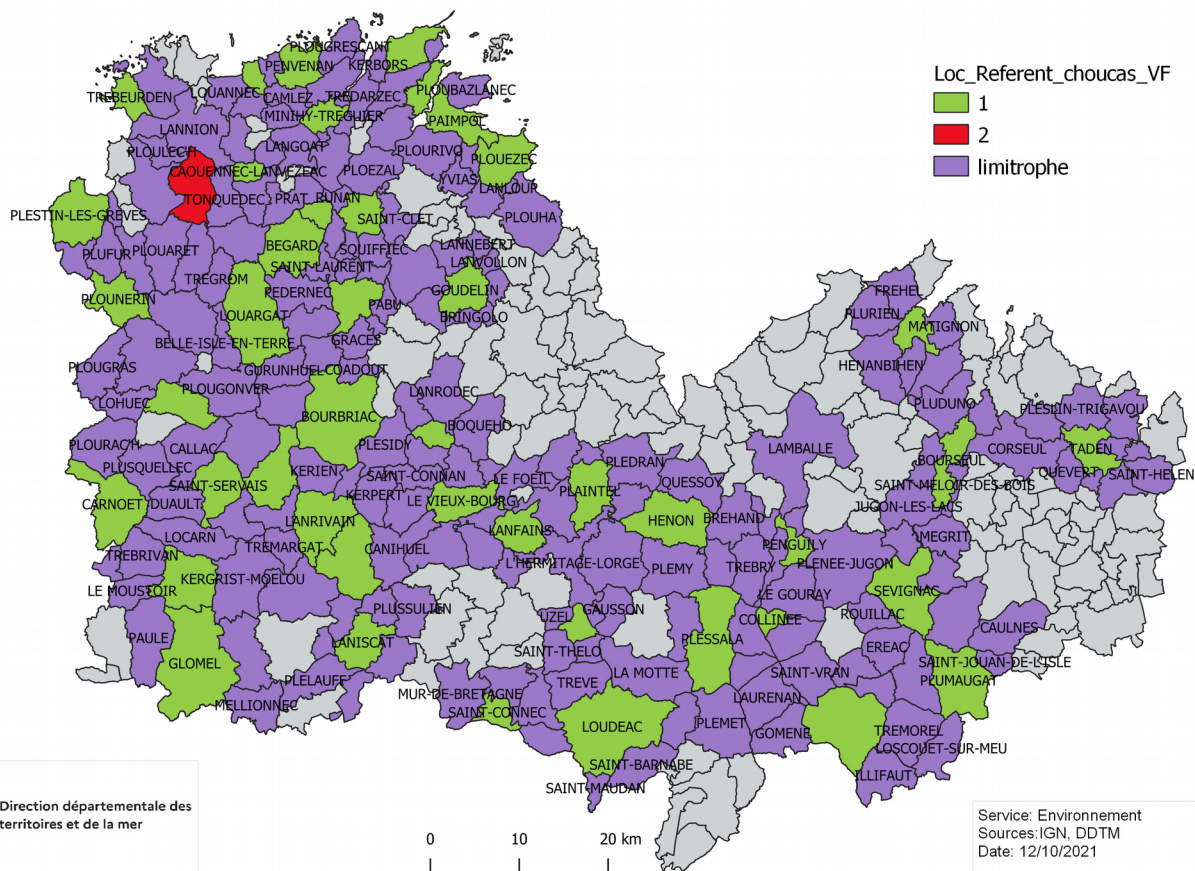 Loc_Referent_choucas_VF
1
2
limitrophe
PLOUGRESCANT
PENVENAN
KERBORS
TREBEURDEN
LOUANNEC
CAMLEZ
TREDARZEC
PLOUBAZLANEC
MINIHY-TREGUIER
PAIMPOL
LANNION
PLOULEC'H
LANGOAT
PLOURIVO
PLOUEZEC
CAOUENNEC-LANVEZEAC
PLOEZAL
YVIAS
LANLOUP
TONQUEDEC
PRAT
RUNAN
PLESTIN-LES-GREVES
SAINT-CLET
PLOUHA
PLUFUR
PLOUARET
BEGARD
SQUIFFIEC
LANNEBERT
SAINT-LAURENT
LANVOLLON
TREGROM
PLOUNERIN
PEDERNEC
PABU
GOUDELIN
LOUARGAT
BRINGOLO
FREHEL
PLURIEN
MATIGNON
BELLE-ISLE-EN-TERRE
GRACES
PLOUGRAS
GURUNHUEL
COADOUT
HENANBIHEN
LOHUEC
PLOUGONVER
LANRODEC
PLUDUNO
PLESLIN-TRIGAVOU
BOURBRIAC
BOQUEHO
PLOURAC'H
CALLAC
PLESIDY
LAMBALLE
CORSEUL
TADEN
PLUSQUELLEC
KERIEN
SAINT-CONNAN
LE FOEIL
PLEDRAN
BOURSEUL
QUEVERT
SAINT-HELEN
SAINT-SERVAIS
KERPERT
LE VIEUX-BOURG
PLAINTEL
QUESSOY
SAINT-MELOIR-DES-BOIS
CARNOET
DUAULT
JUGON-LES-LACS
LANRIVAIN
LANFAINS
HENON
BREHAND
LOCARN
TREMARGAT
CANIHUEL
PENGUILY
MEGRIT
TREBRIVAN
L'HERMITAGE-LORGE
PLEMY
TREBRY
PLENEE-JUGON
LE MOUSTOIR
KERGRIST-MOELOU
LE GOURAY
SEVIGNAC
PLUSSULIEN
UZEL
GAUSSON
COLLINEE
ROUILLAC
CAULNES
PAULE
LANISCAT
PLESSALA
GLOMEL
SAINT-THELO
EREAC
SAINT-JOUAN-DE-L'ISLE
PLELAUFF
TREVE
LA MOTTE
SAINT-VRAN
PLUMAUGAT
MUR-DE-BRETAGNE
LAURENAN
MELLIONNEC
SAINT-CONNEC
LOUDEAC
PLEMET
GOMENE
TREMOREL
LOSCOUET-SUR-MEU
SAINT-BARNABE
ILLIFAUT
SAINT-MAUDAN
Direction départementale des
territoires et de la mer
0 10 20 km
Service: Environnement
Sources:IGN, DDTM
Date: 12/10/2021